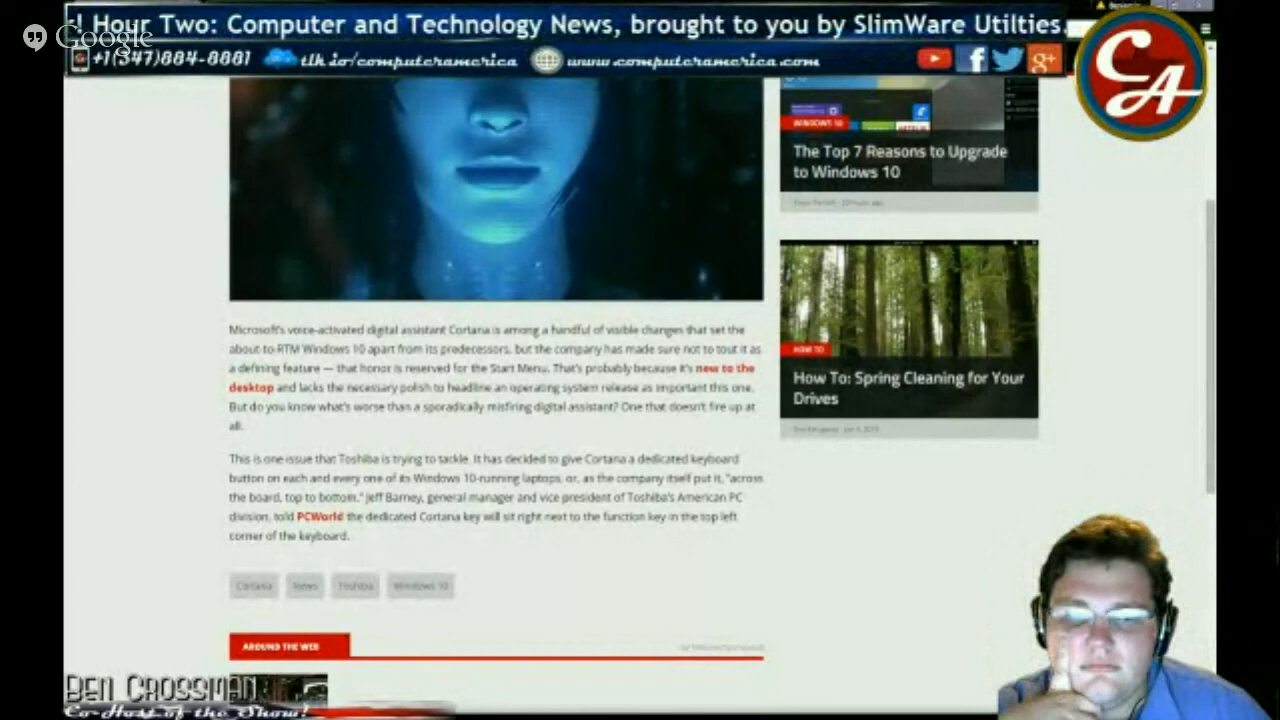 ! Hour Two: Computer and Technology News, brought to you by SlimWare Utilties.
Google
+1(347)884-8881 tlk.io/computeramerica www.computeramerica.com
CA
WINDOWS 10
The Top 7 Reasons to Upgrade
to Windows 10
HOW TO
How To: Spring Cleaning for Your
Drives
Microsoft's voice-activated digital assistant Cortana is among a handful of visible changes that set the
about-to-RTM Windows 10 apart from its predecessors, but the company has made sure not to tout it as
a defining feature — that honor is reserved for the Start Menu. That's probably because it's new to the
desktop and lacks the necessary polish to headline an operating system release as important this one.
But do you know what's worse than a sporadically misfiring digital assistant? One that doesn't fire up at
all.
This is one issue that Toshiba is trying to tackle. It has decided to give Cortana a dedicated keyboard
button on each and every one of its Windows 10-running laptops, or, as the company itself put it, "across
the board, top to bottom." Jeff Barney, general manager and vice president of Toshiba's American PC
division, told PCWorld the dedicated Cortana key will sit right next to the function key in the top left
corner of the keyboard.
Cortana News Toshiba Windows 10
AROUND THE WEB
BEN CROSSMAN
Co-Host of the Show!